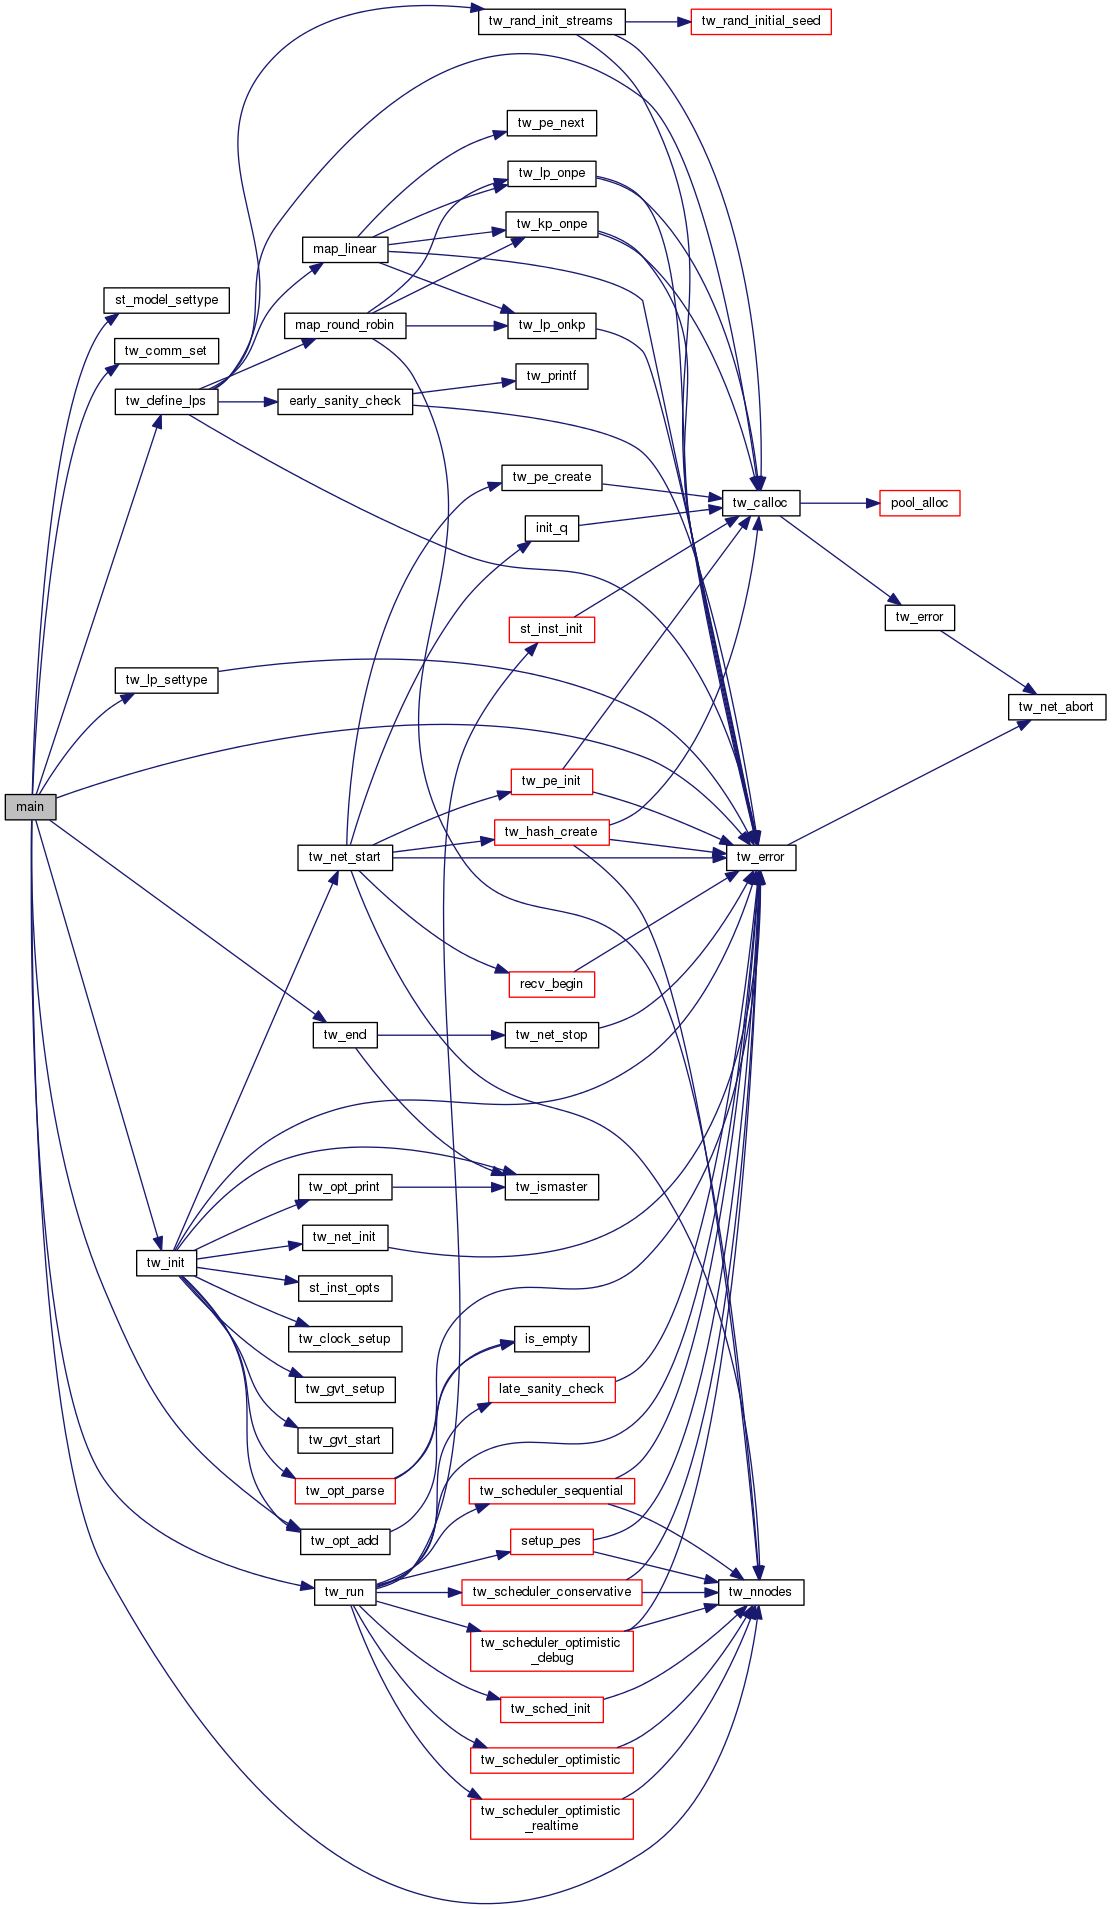 tw_rand_init_streams
tw_rand_initial_seed
tw_pe_next
tw_lp_onpe
tw_kp_onpe
map_linear
st_model_settype
map_round_robin
tw_lp_onkp
tw_comm_set
tw_printf
tw_define_lps
early_sanity_check
tw_pe_create
tw_calloc
pool_alloc
init_q
tw_error
st_inst_init
tw_lp_settype
tw_net_abort
tw_pe_init
main
tw_hash_create
tw_net_start
tw_error
recv_begin
tw_end
tw_net_stop
tw_opt_print
tw_ismaster
tw_net_init
tw_init
st_inst_opts
tw_clock_setup
is_empty
tw_gvt_setup
late_sanity_check
tw_gvt_start
tw_opt_parse
tw_scheduler_sequential
tw_opt_add
setup_pes
tw_run
tw_scheduler_conservative
tw_nnodes
tw_scheduler_optimistic
_debug
tw_sched_init
tw_scheduler_optimistic
tw_scheduler_optimistic
_realtime